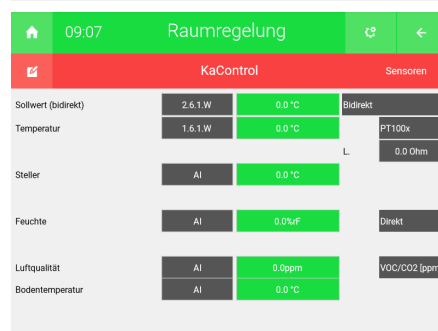 09:07 Raumregelung
KaControl Sensoren
Sollwert (bidirekt) 2.6.1.W 0.0 °C Bidirekt
Temperatur 1.6.1.W 0.0 °C PT100x
L. 0.0 Ohm
Steller AI 0.0 °C
Feuchte AI 0.0%rF Direkt
Luftqualität AI 0.0ppm VOC/CO2 [ppm
Bodentemperatur AI 0.0 °C